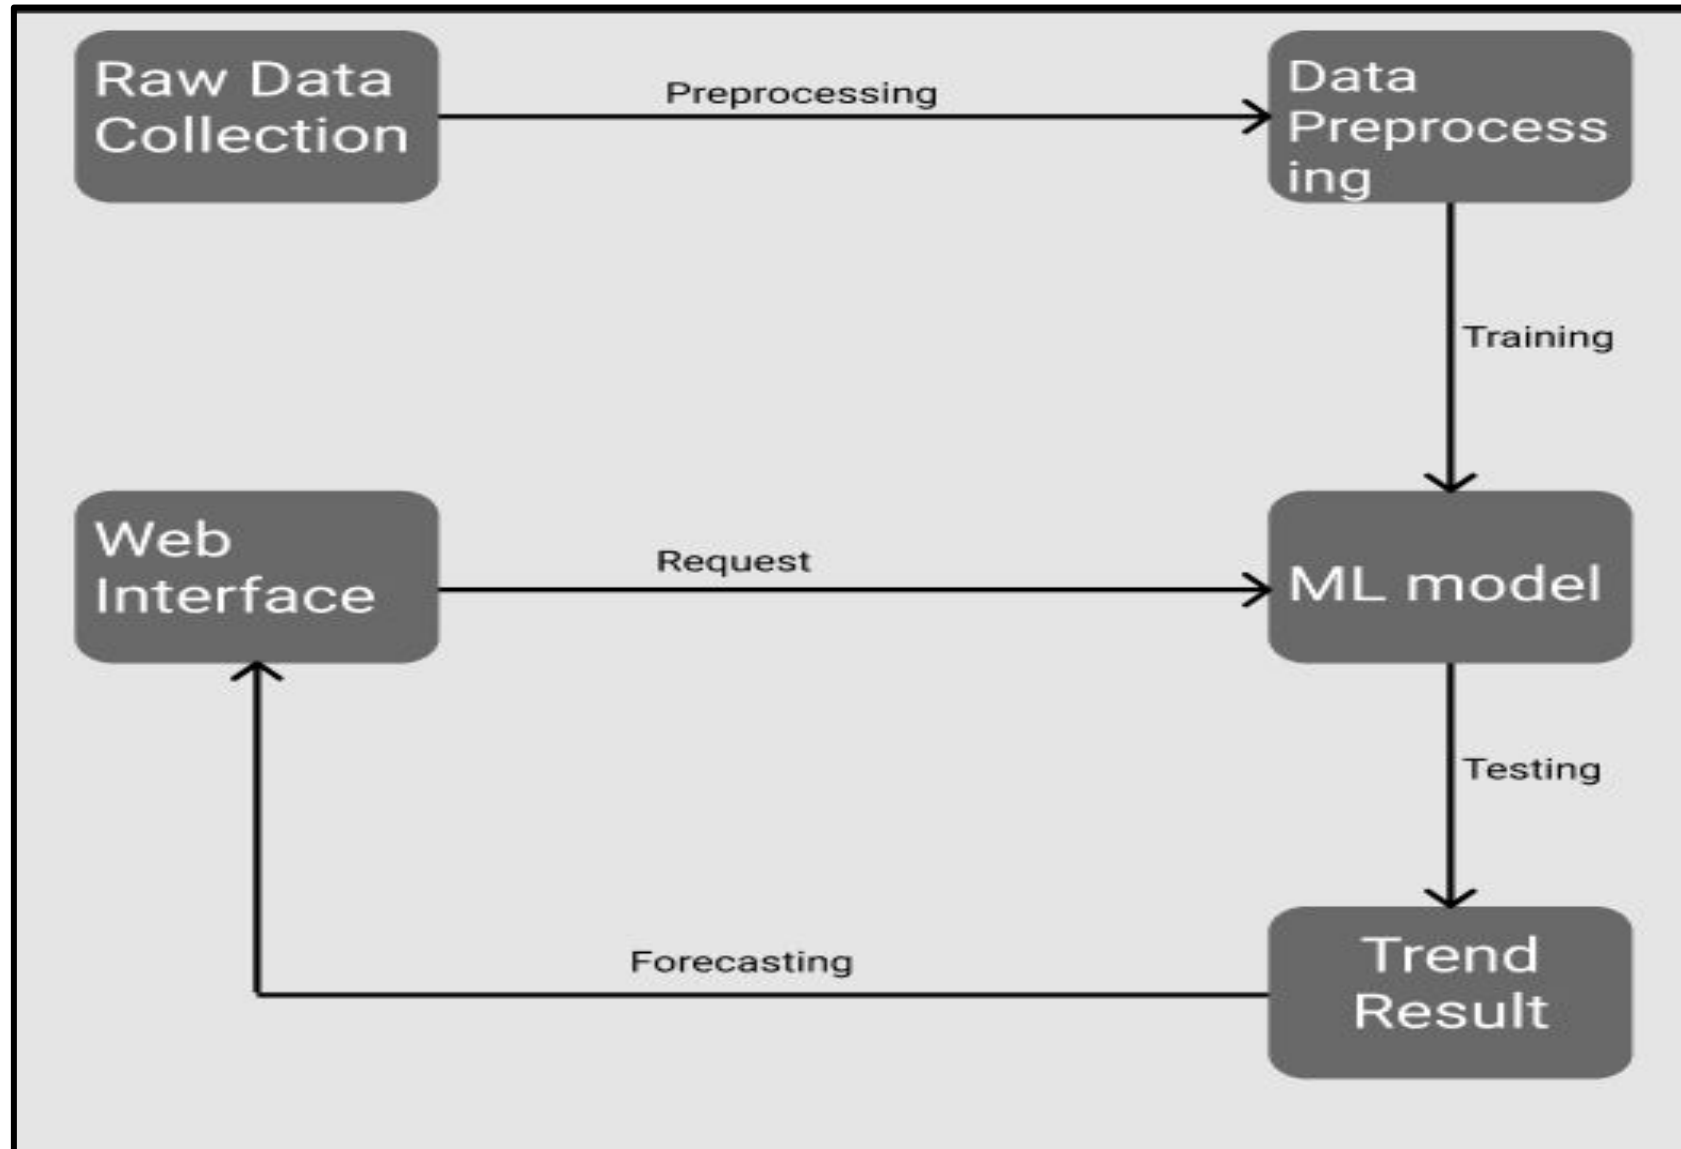 Raw Data
Collection
Preprocessing
Data
Preprocess
ing
Training
Web
Interface
Request
ML model
Testing
Forecasting
Trend
Result